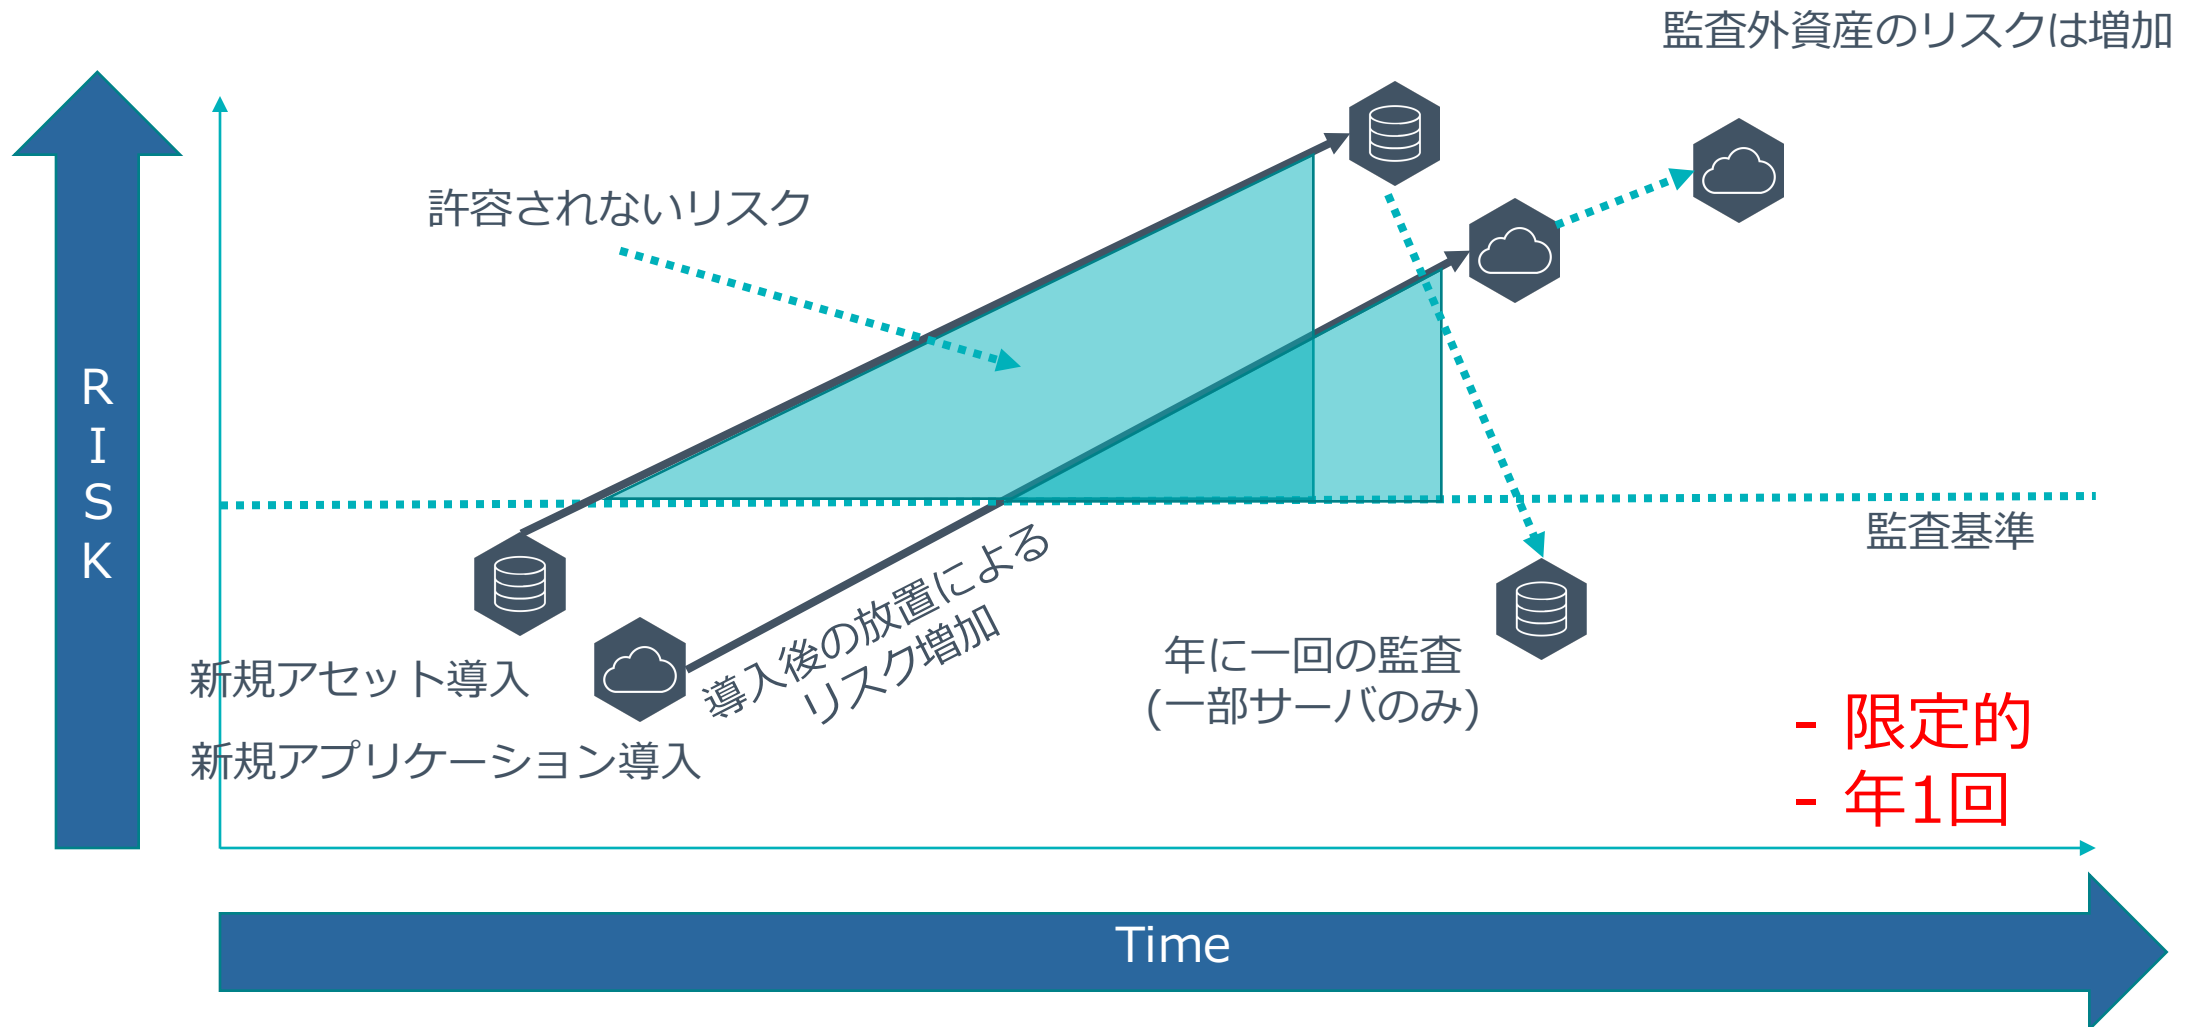 監査外資産のリスクは増加
許容されないリスク
R
I
S
K
監査基準
導入後の放置による
リスク増加
新規アセット導入
新規アプリケーション導入
年に一回の監査
(一部サーバのみ)
- 限定的
- 年1回
Time